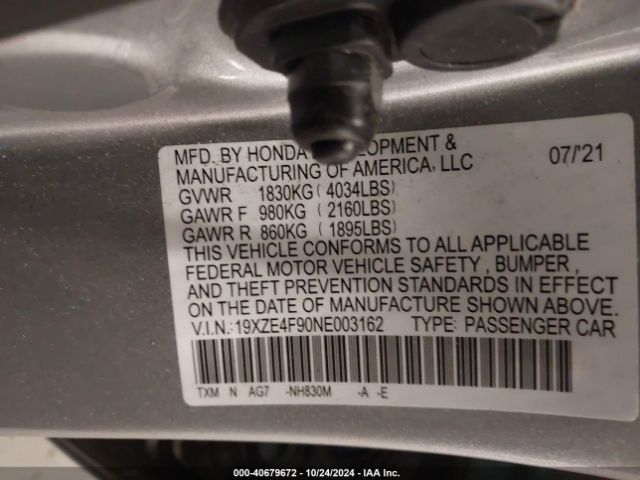 MFD. BY HONDA OPMENT &
MANUFACTURING OF AMERICA, LLC 07/'21
GVWR 1830KG ( 4034LBS)
GAWR F 980KG ( 2160LBS)
GAWR R 860KG ( 1895LBS)
THIS VEHICLE CONFORMS TO ALL APPLICABLE
FEDERAL MOTOR VEHICLE SAFETY , BUMPER ,
AND THEFT PREVENTION STANDARDS IN EFFECT
ON THE DATE OF MANUFACTURE SHOWN ABOVE.
V.I.N.:19XZE4F90NE003162 TYPE: PASSENGER CAR
TXM N AG7 -NH830M -A -E
000-40679672 - 10/24/2024 - IAA Inc.